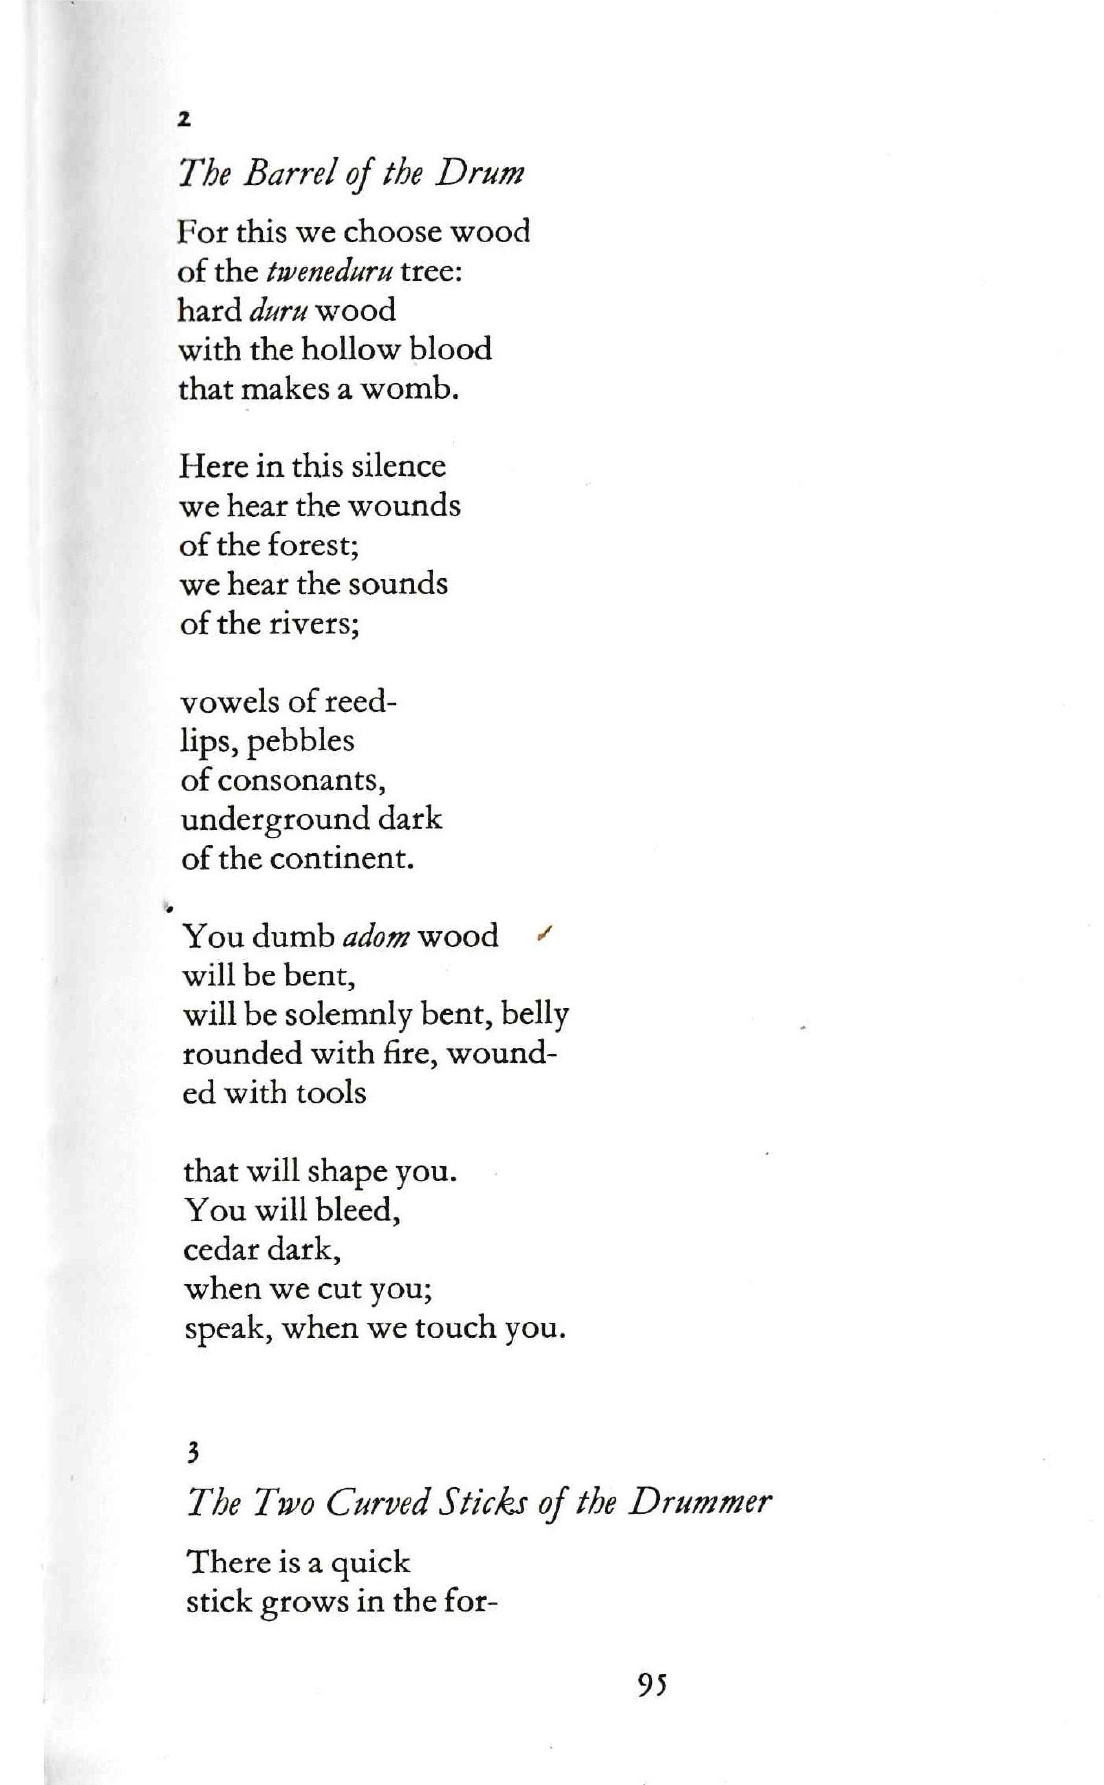 2
The Barrel of the Drum
For this we choose wood
of the tweneduru tree:
hard duru wood
with the hollow blood
that makes a womb.
Here in this silence
we hear the wounds
of the forest;
we hear the sounds
of the rivers;
vowels of reed-
lips, pebbles
of consonants,
underground dark
of the continent.
You dumb adom wood
will be bent,
will be solemnly bent, belly
rounded with fire, wound-
ed with tools
that will shape you.
You will bleed,
cedar dark,
when we cut you;
speak, when we touch you.
3
The Two Curved Sticks of the Drummer
There is a quick
stick grows in the for-
95